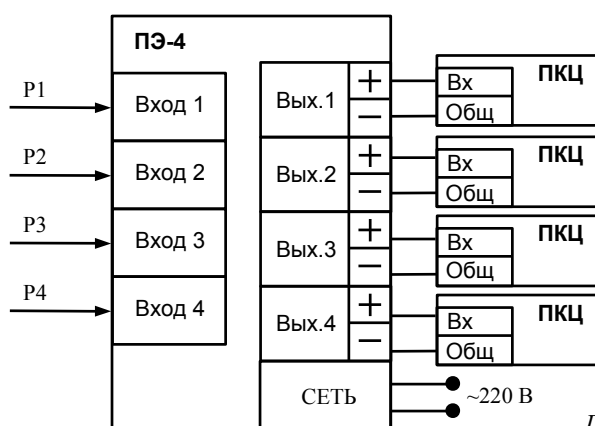 ПЭ-4
P1
Вход 1
P2
Вход 2
P3
Вход 3
P4
Вход 4
Вых.1
+
−
Вых.2
+
−
Вых.3
+
−
Вых.4
+
−
СЕТЬ
~220 В
Вх
ПКЦ
Общ
Вх
ПКЦ
Общ
Вх
ПКЦ
Общ
Вх
ПКЦ
Общ